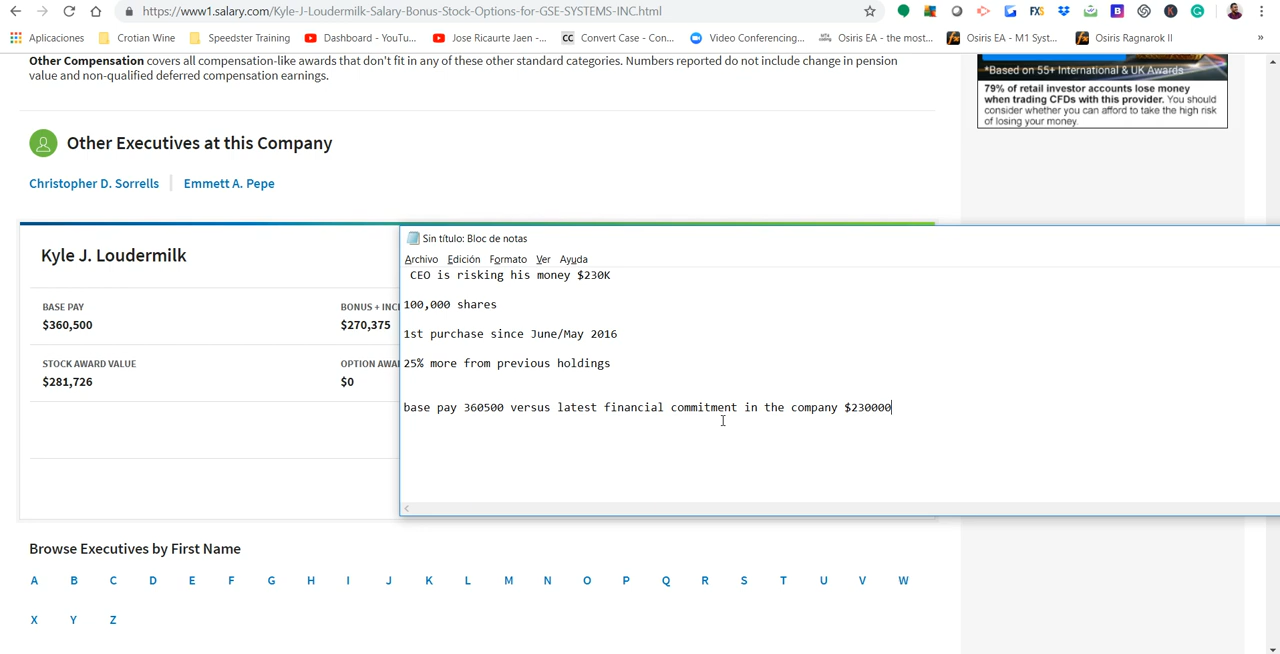 https://www1.salary.com/Kyle-J-Loudermilk-Salary-Bonus-Stock-Options-for-GSE-SYSTEMS-INC.html
Aplicaciones Crotian Wine Speedster Training Dashboard - YouTu... Jose Ricaurte Jaen -... CC Convert Case - Con... Video Conferencing... Osiris EA - the most... Osiris EA - M1 Syst... Osiris Ragnarok II »
Other Compensation covers all compensation-like awards that don't fit in any of these other standard categories. Numbers reported do not include change in pension
value and non-qualified deferred compensation earnings.
*Based on 55+ International & UK Awards
79% of retail investor accounts lose money
when trading CFDs with this provider. You should
consider whether you can afford to take the high risk
of losing your money.
Other Executives at this Company
Christopher D. Sorrells | Emmett A. Pepe
Kyle J. Loudermilk
BASE PAY
$360,500
BONUS + INC
$270,375
STOCK AWARD VALUE
$281,726
OPTION AWA
$0
Sin título: Bloc de notas
Archivo Edición Formato Ver Ayuda
CEO is risking his money $230K
100,000 shares
1st purchase since June/May 2016
25% more from previous holdings
base pay 360500 versus latest financial commitment in the company $230000
Browse Executives by First Name
A B C D E F G H I J K L M N O P Q R S T U V W
X Y Z